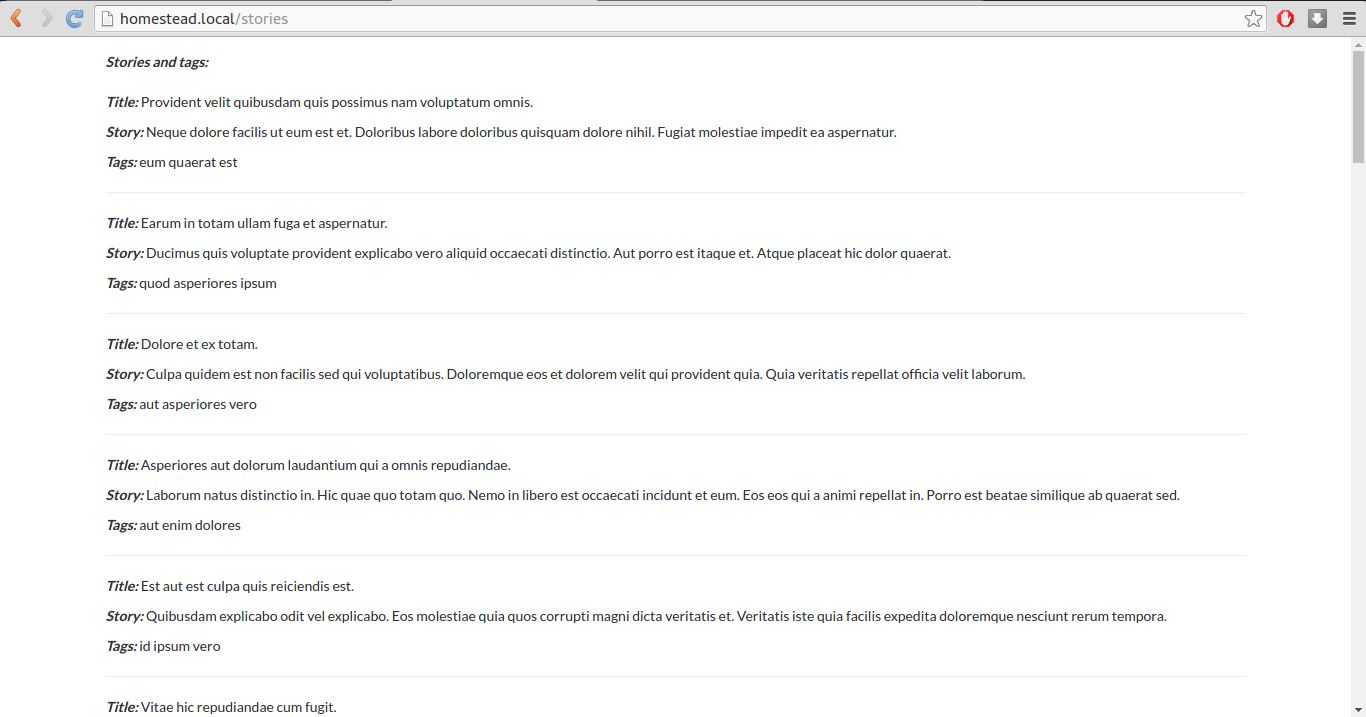 homestead.local/stories
Stories and tags:
Title: Provident velit quibusdam quis possimus nam voluptatum omnis.
Story: Neque dolore facilis ut eum est et. Doloribus labore doloribus quisquam dolore nihil. Fugiat molestiae impedit ea aspernatur.
Tags: eum quaerat est
Title: Earum in totam ullam fuga et aspernatur.
Story: Ducimus quis voluptate provident explicabo vero aliquid occaecati distinctio. Aut porro est itaque et. Atque placeat hic dolor quaerat.
Tags: quod asperiores ipsum
Title: Dolore et ex totam.
Story: Culpa quidem est non facilis sed qui voluptatibus. Doloremque eos et dolorem velit qui provident quia. Quia veritatis repellat officia velit laborum.
Tags: aut asperiores vero
Title: Asperiores aut dolorum laudantium qui a omnis repudiandae.
Story: Laborum natus distinctio in. Hic quae quo totam quo. Nemo in libero est occaecati incidunt et eum. Eos eos qui a animi repellat in. Porro est beatae similique ab quaerat sed.
Tags: aut enim dolores
Title: Est aut est culpa quis reiciendis est.
Story: Quibusdam explicabo odit vel explicabo. Eos molestiae quia quos corrupti magni dicta veritatis et. Veritatis iste quia facilis expedita doloremque nesciunt rerum tempora.
Tags: id ipsum vero
Title: Vitae hic repudiandae cum fugit.